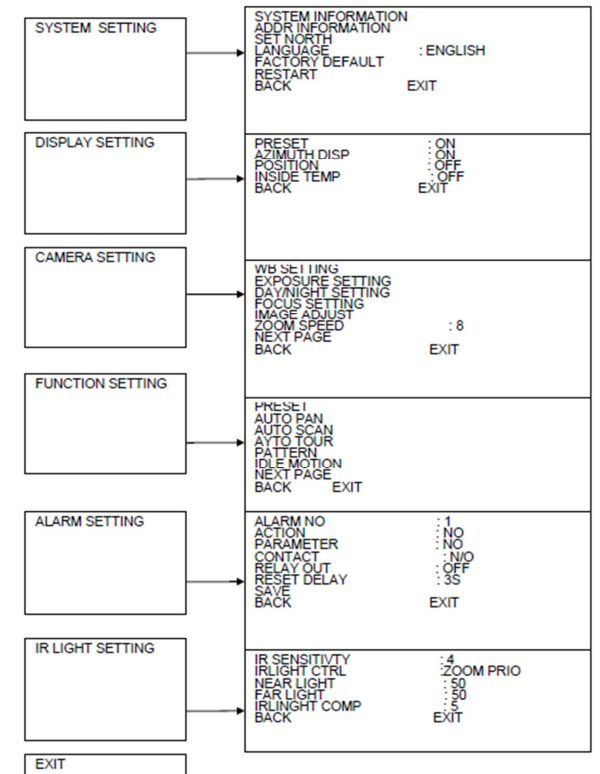 SYSTEM SETTING
SYSTEM INFORMATION
ADDR INFORMATION
SET NORTH
LANGUAGE : ENGLISH
FACTORY DEFAULT
RESTART
BACK EXIT
DISPLAY SETTING
PRESET : ON
AZIMUTH DISP : ON
POSITION : OFF
INSIDE TEMP : OFF
BACK EXIT
CAMERA SETTING
WB SETTING
EXPOSURE SETTING
DAY/NIGHT SETTING
FOCUS SETTING
IMAGE ADJUST
ZOOM SPEED : 8
NEXT PAGE
BACK EXIT
FUNCTION SETTING
PRESET
AUTO PAN
AUTO SCAN
AYTO TOUR
PATTERN
IDLE MOTION
NEXT PAGE
BACK EXIT
ALARM SETTING
ALARM NO : 1
ACTION : NO
PARAMETER : NO
CONTACT : N/O
RELAY OUT : OFF
RESET DELAY : 3S
SAVE
BACK EXIT
IR LIGHT SETTING
IR SENSITIVTY : 4
IRLIGHT CTRL :ZOOM PRIO
NEAR LIGHT : 50
FAR LIGHT : 50
IRLINGHT COMP : 5
BACK EXIT
EXIT